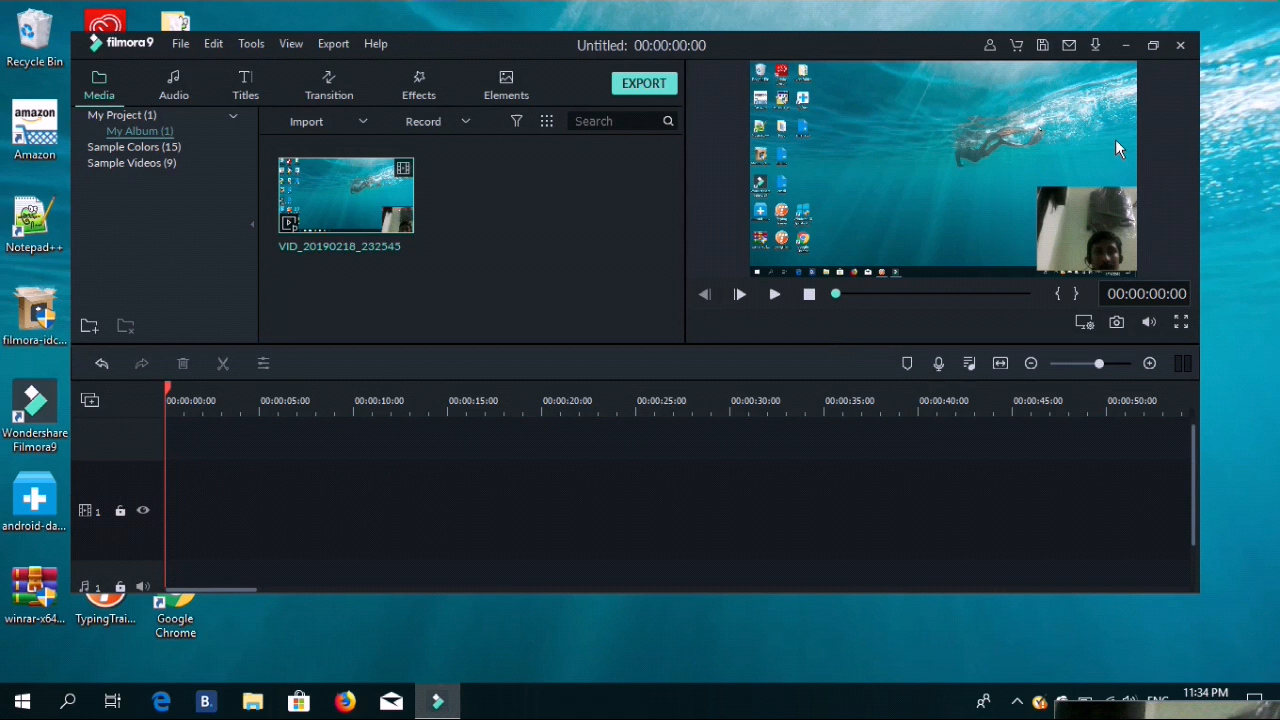 Recycle Bin
Amazon
amazon
Notepad++
filmora-idc...
Wondershare
Filmora9
android-da...
winrar-x64...
TypingTrai...
Google
Chrome
filmora9
File
Edit
Tools
View
Export
Help
Untitled: 00:00:00:00
Media
Audio
Titles
Transition
Effects
Elements
EXPORT
My Project (1)
My Album (1)
Sample Colors (15)
Sample Videos (9)
Import
Record
Search
VID_20190218_232545
00:00:00:00
00:00:00:00
00:00:05:00
00:00:10:00
00:00:15:00
00:00:20:00
00:00:25:00
00:00:30:00
00:00:35:00
00:00:40:00
00:00:45:00
00:00:50:00
1
1
B.
11:34 PM